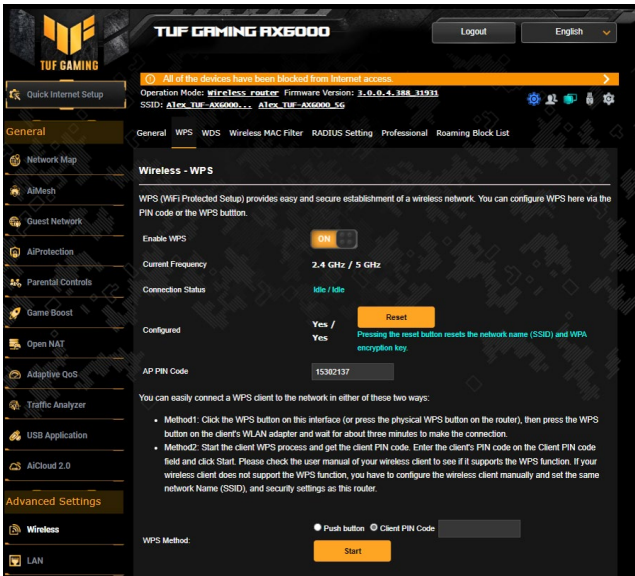 TUF GAMING AX6000
Logout
English
TUF GAMING
Quick Internet Setup
All of the devices have been blocked from Internet access.
Operation Mode: Wireless router Firmware Version: 3.0.0.4.388_31931
SSID: Alex_TUF-AX6000... Alex_TUF-AX6000_5G
General
General WPS WDS Wireless MAC Filter RADIUS Setting Professional Roaming Block List
Network Map
AiMesh
Guest Network
AiProtection
Parental Controls
Game Boost
Open NAT
Adaptive QoS
Traffic Analyzer
USB Application
AiCloud 2.0
Advanced Settings
Wireless
LAN
Wireless - WPS
WPS (WiFi Protected Setup) provides easy and secure establishment of a wireless network. You can configure WPS here via the
PIN code or the WPS buttton.
Enable WPS ON
Current Frequency 2.4 GHz / 5 GHz
Connection Status Idle / Idle
Configured Yes /
Yes
Reset
Pressing the reset button resets the network name (SSID) and WPA
encryption key.
AP PIN Code 15302137
You can easily connect a WPS client to the network in either of these two ways:
• Method1: Click the WPS button on this interface (or press the physical WPS button on the router), then press the WPS
button on the client's WLAN adapter and wait for about three minutes to make the connection.
• Method2: Start the client WPS process and get the client PIN code. Enter the client's PIN code on the Client PIN code
field and click Start. Please check the user manual of your wireless client to see if it supports the WPS function. If your
wireless client does not support the WPS function, you have to configure the wireless client manually and set the same
network Name (SSID), and security settings as this router.
WPS Method:
Push button Client PIN Code
Start